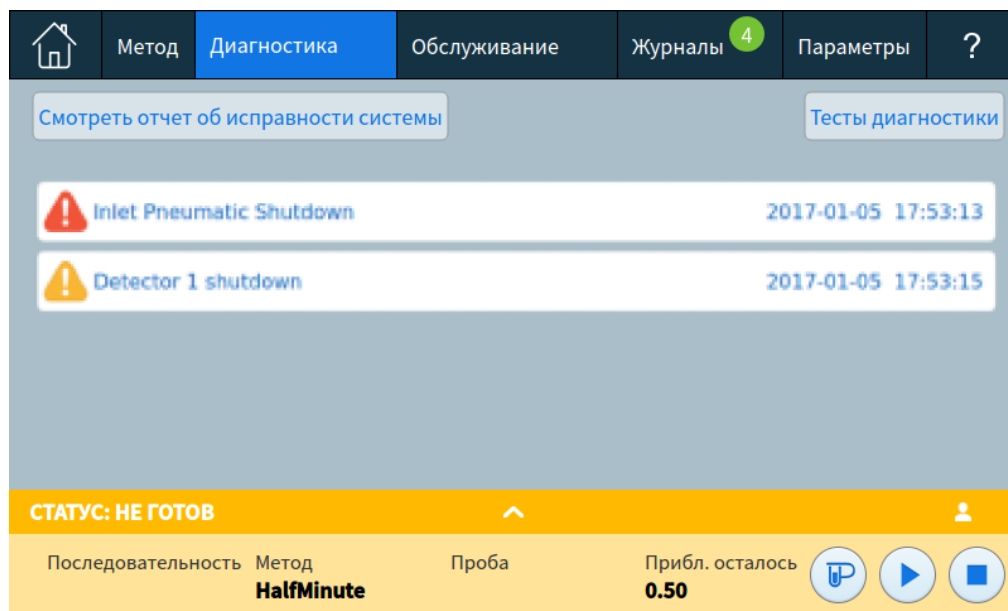 Метод Диагностика Обслуживание Журналы 4 Параметры ?
Смотреть отчет об исправности системы Тесты диагностики
Inlet Pneumatic Shutdown 2017-01-05 17:53:13
Detector 1 shutdown 2017-01-05 17:53:15
СТАТУС: НЕ ГОТОВ
Последовательность Метод Проба Прибл. осталось
HalfMinute 0.50